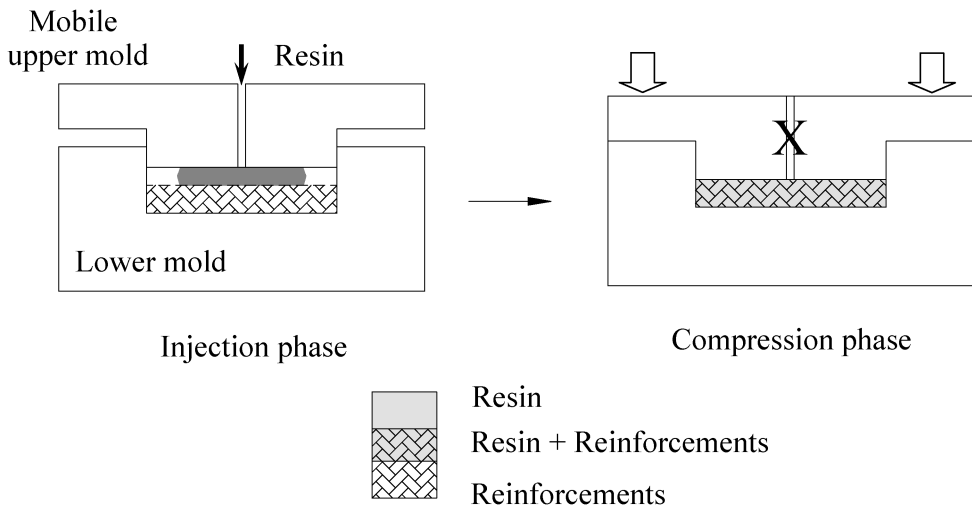 Mobile
upper mold
Resin
X
Lower mold
Injection phase
Compression phase
Resin
Resin + Reinforcements
Reinforcements